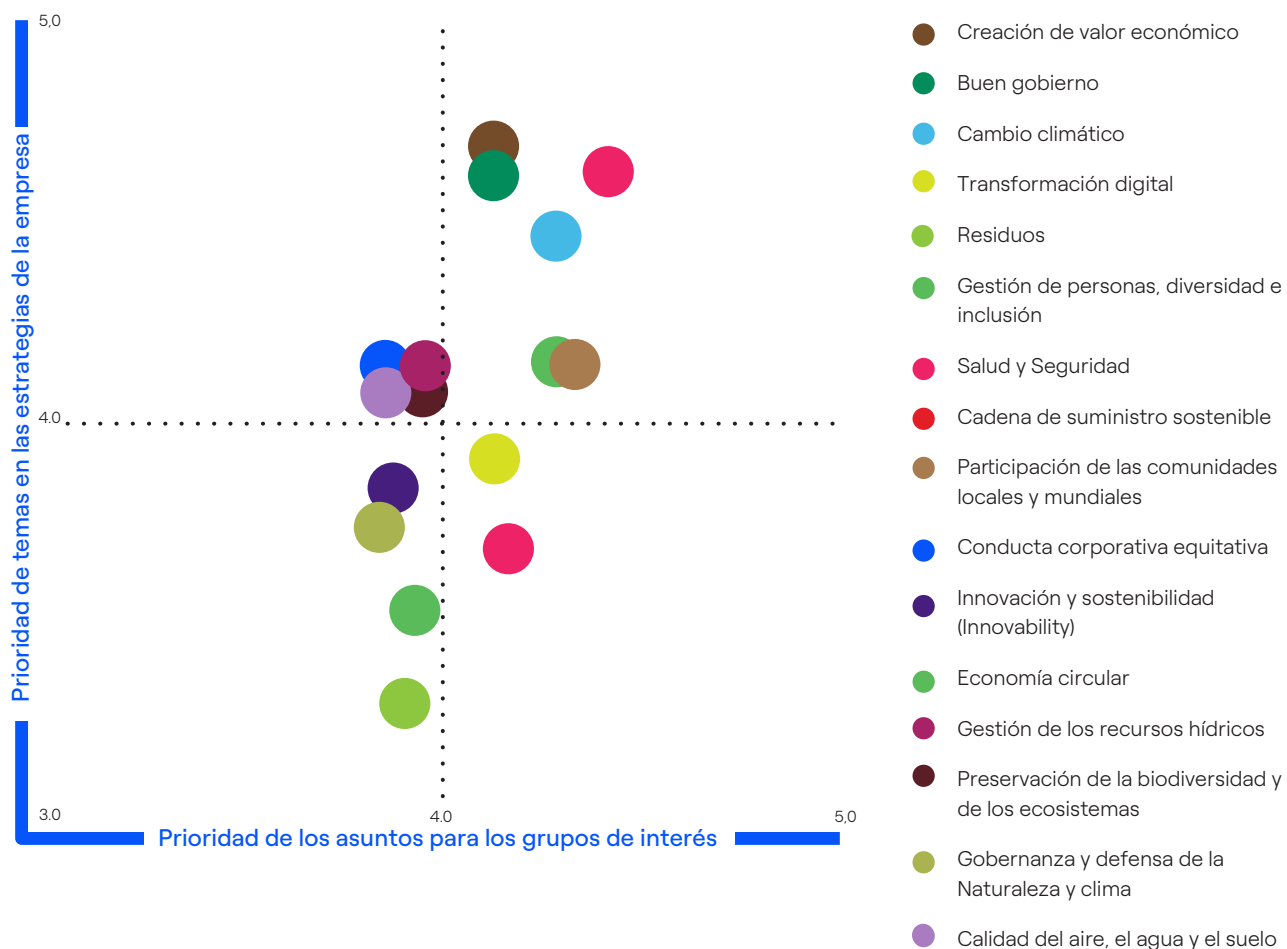 5,0
Prioridad de temas en las estrategias de la empresa
4.0
3.0
4.0
5,0
Prioridad de los asuntos para los grupos de interés
Creación de valor económico
Buen gobierno
Cambio climático
Transformación digital
Residuos
Gestión de personas, diversidad e
inclusión
Salud y Seguridad
Cadena de suministro sostenible
Participación de las comunidades
locales y mundiales
Conducta corporativa equitativa
Innovación y sostenibilidad
(Innovability)
Economía circular
Gestión de los recursos hídricos
Preservación de la biodiversidad y
de los ecosistemas
Gobernanza y defensa de la
Naturaleza y clima
Calidad del aire, el agua y el suelo